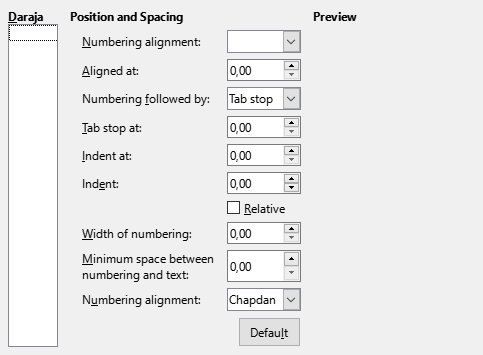 Daraja
Position and Spacing
Preview
Numbering alignment:
Aligned at: 0,00
Numbering followed by: Tab stop
Tab stop at: 0,00
Indent at: 0,00
Indent: 0,00
Relative
Width of numbering: 0,00
Minimum space between
numbering and text: 0,00
Numbering alignment: Chapdan
Default